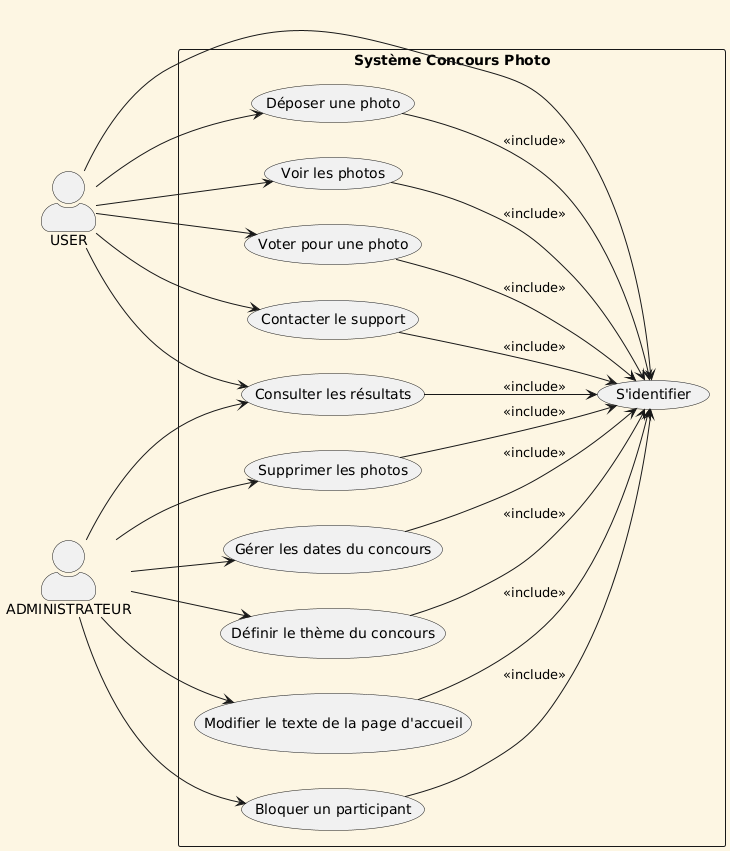 Système Concours Photo
Déposer une photo
«include»
Voir les photos
«include»
USER
Voter pour une photo
«include»
Contacter le support
«include»
Consulter les résultats
«include»
S'identifier
«include»
Supprimer les photos
«include»
Gérer les dates du concours
«include»
ADMINISTRATEUR
Définir le thème du concours
«include»
Modifier le texte de la page d'accueil
«include»
Bloquer un participant